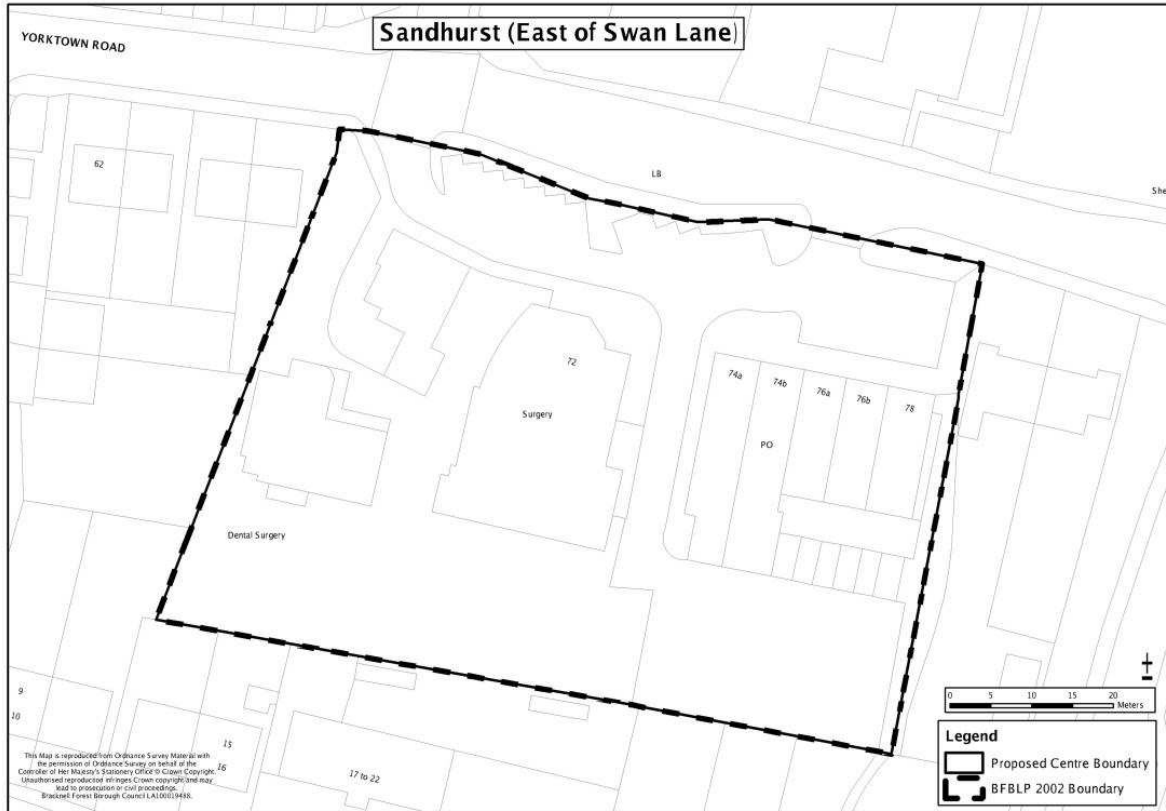 Sandhurst (East of Swan Lane)
YORKTOWN ROAD
62
LB
She
72
Surgery
74a
74b
76a
76b
78
PO
Dental Surgery
9
10
15
16
17 to 22
0 5 10 15 20
Meters
Legend
Proposed Centre Boundary
BFBLP 2002 Boundary
This Map is reproduced from Ordnance Survey Material with
the permission of Ordnance Survey on behalf of the
Controller of Her Majesty's Stationery Office © Crown Copyright.
Unauthorised reproduction infringes Crown copyright and may
lead to prosecution or civil proceedings.
Bracknell Forest Borough Council LA100019488.